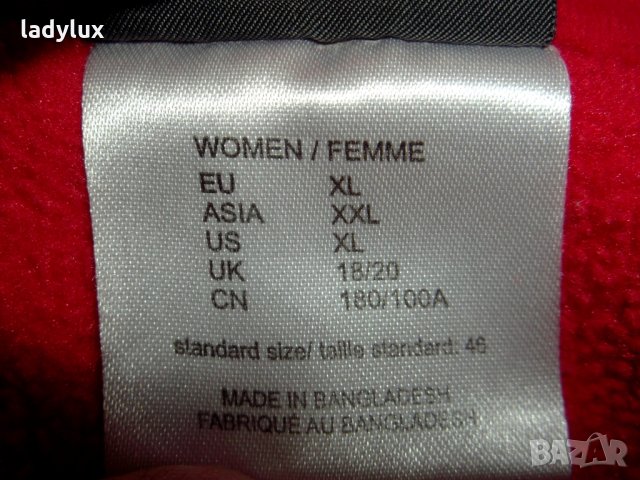 ladylux
WOMEN / FEMME
EU XL
ASIA XXL
US XL
UK 18/20
CN 180/100A
standard size/ taille standard: 46
MADE IN BANGLADESH
FABRIQUÉ AU BANGLADESH
BAZAR